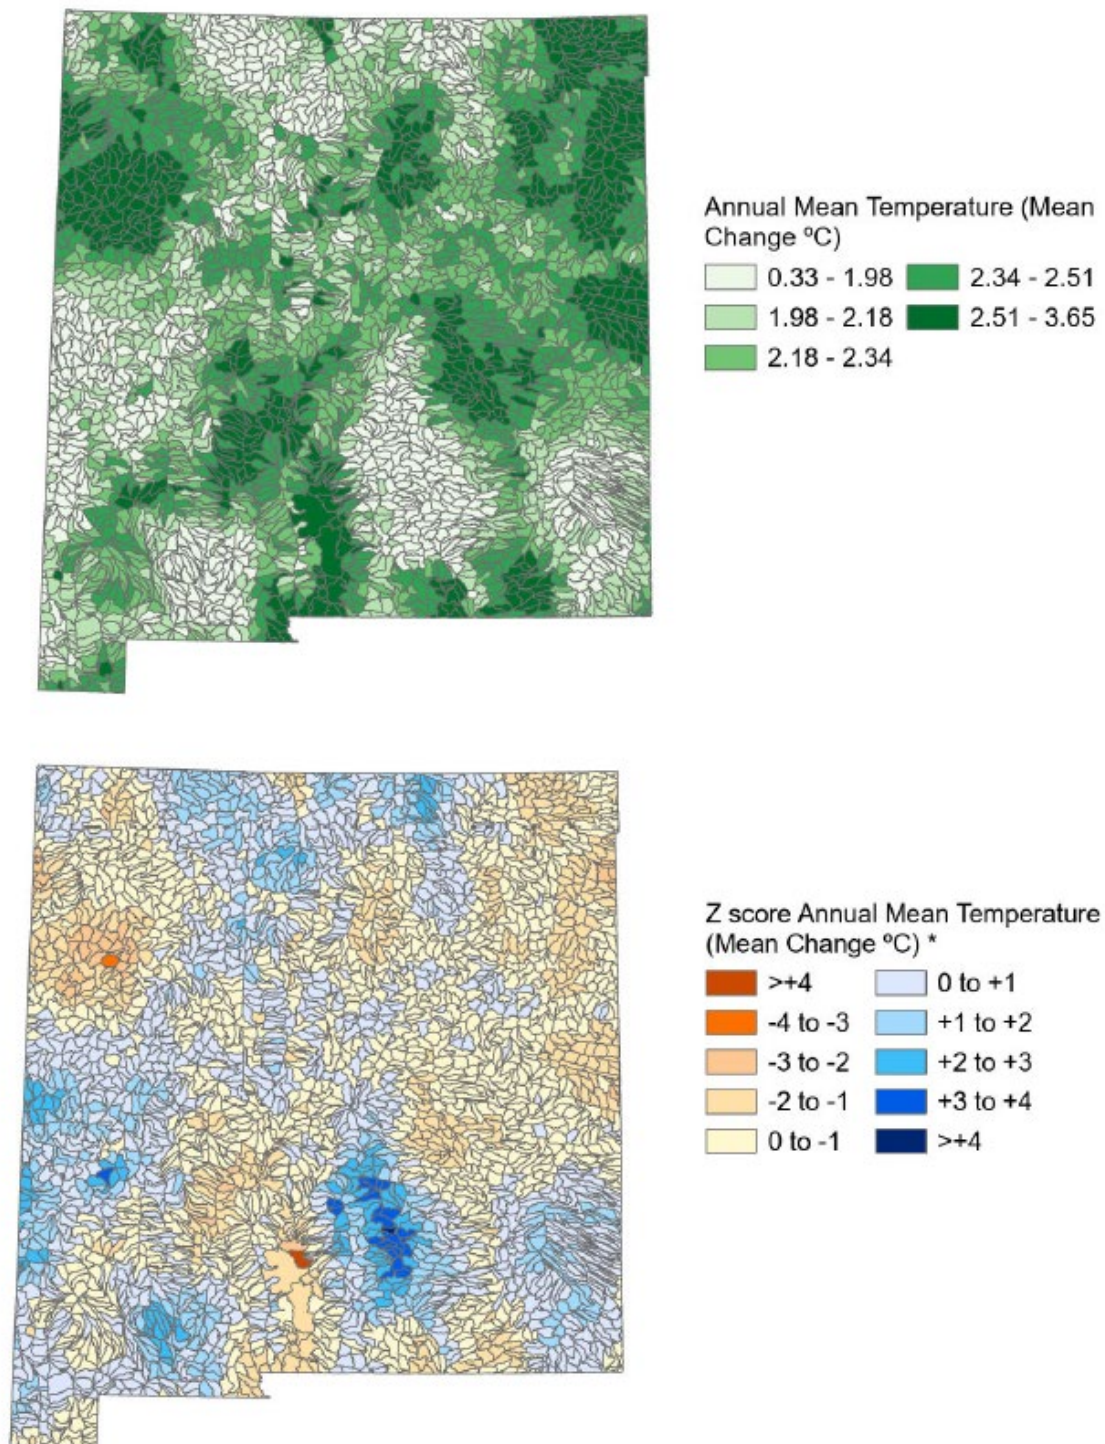 Annual Mean Temperature (Mean
Change ºC)
0.33 - 1.98
2.34 - 2.51
1.98 - 2.18
2.51 - 3.65
2.18 - 2.34
Z score Annual Mean Temperature
(Mean Change ºC) *
>+4
0 to +1
-4 to -3
+1 to +2
-3 to -2
+2 to +3
-2 to -1
+3 to +4
0 to -1
>+4